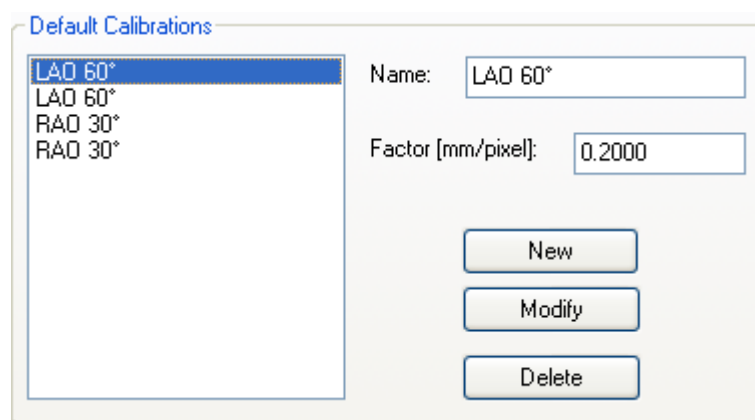 Default Calibrations
LAO 60°
LAO 60°
RAO 30°
RAO 30°
Name: LAO 60°
Factor [mm/pixel]: 0.2000
New
Modify
Delete